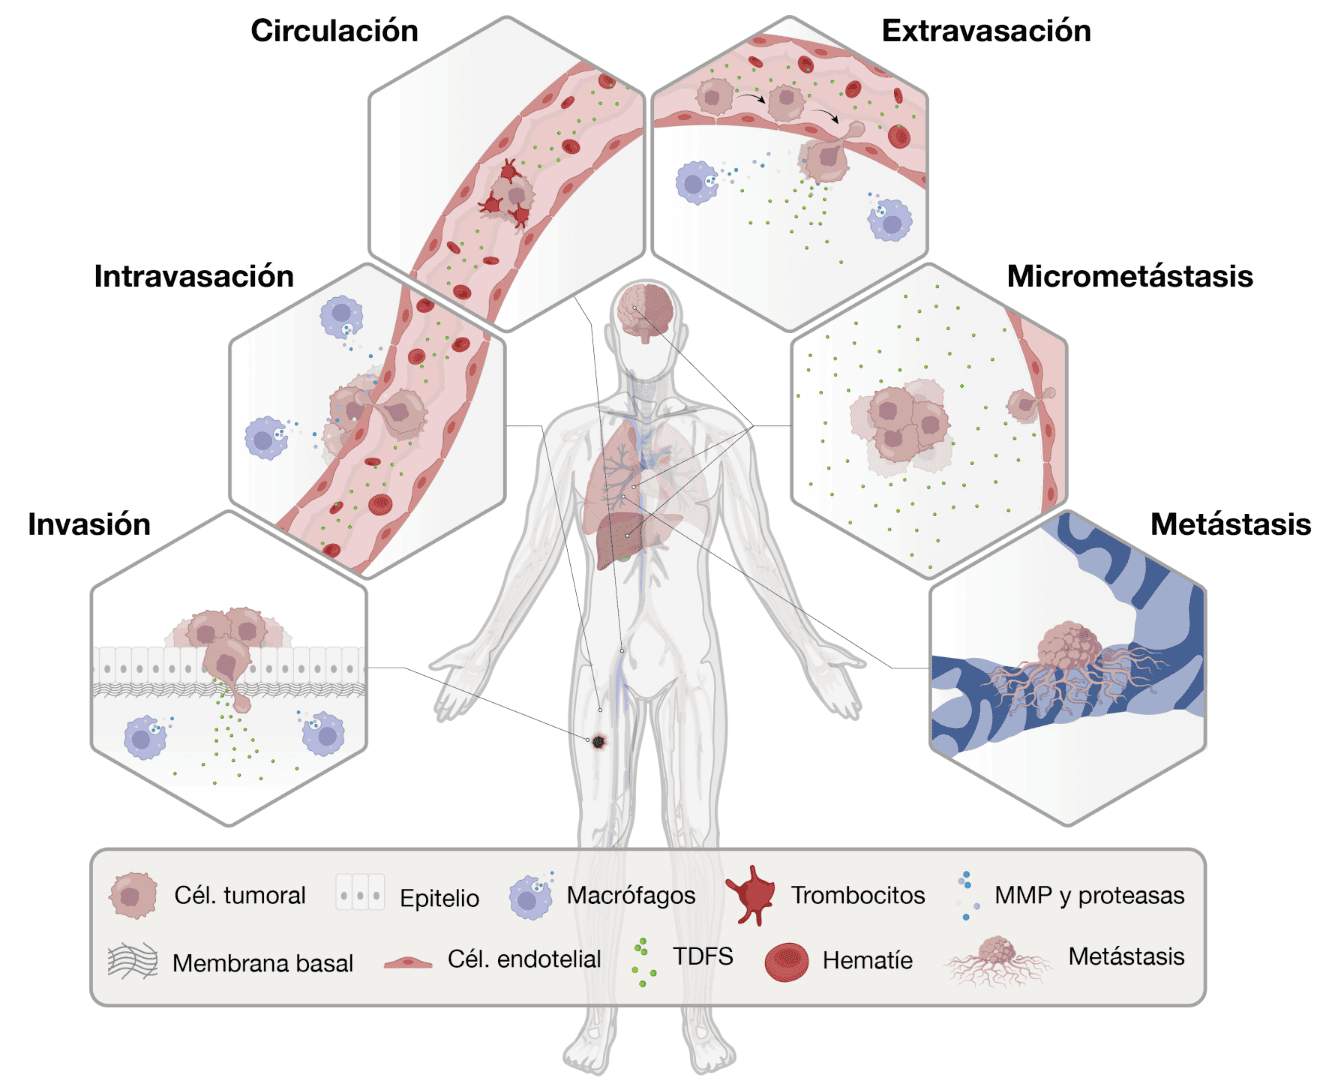 Circulación
Extravasación
Intravasación
Micrometástasis
Invasión
Metástasis
Cél. tumoral
Epitelio
Macrófagos
Trombocitos
MMP y proteasas
Membrana basal
Cél. endotelial
TDFS
Hematíe
Metástasis